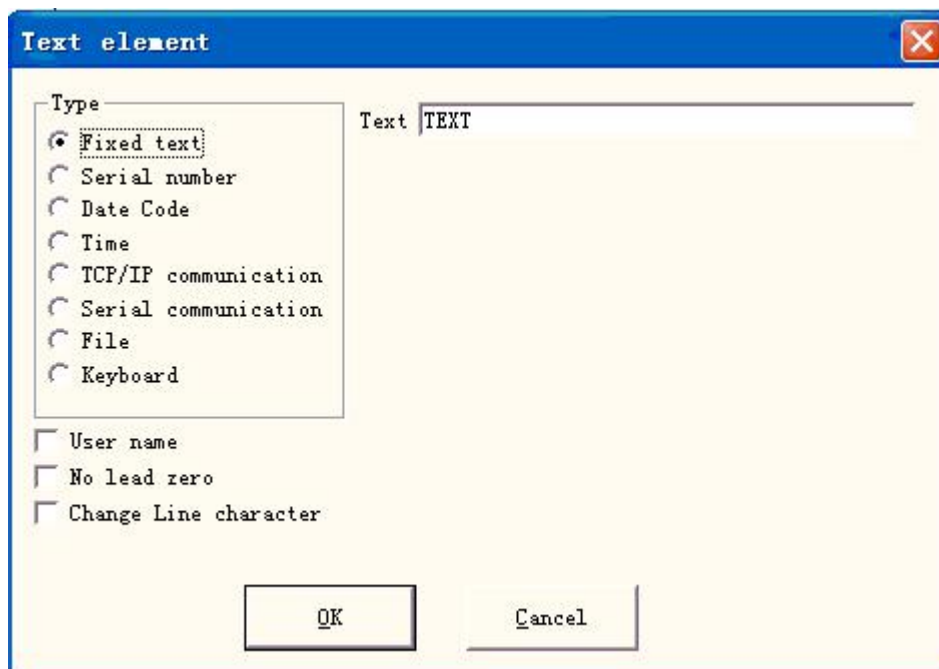 Text element
Type
Text TEXT
Fixed text
Serial number
Date Code
Time
TCP/IP communication
Serial communication
File
Keyboard
User name
No lead zero
Change Line character
OK
Cancel